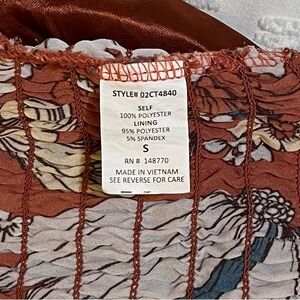 STYLE# 02CT4840
SELF
100% POLYESTER
LINING
95% POLYESTER
5% SPANDEX
S
RN # 148770
MADE IN VIETNAM
SEE REVERSE FOR CARE